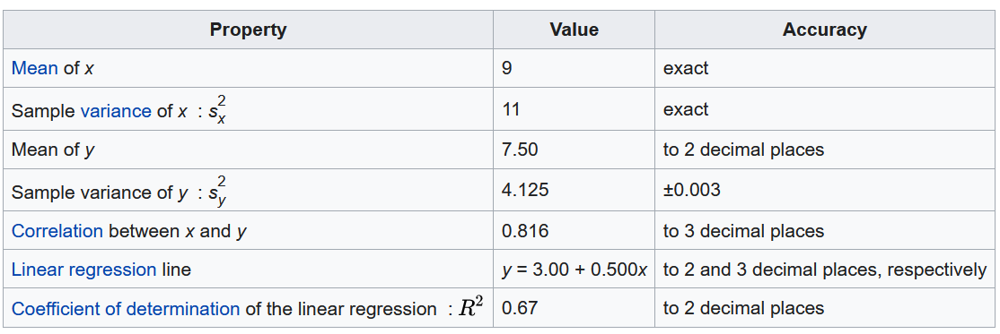 Property Value Accuracy
Mean of x 9 exact
Sample variance of x : s²ₓ 11 exact
Mean of y 7.50 to 2 decimal places
Sample variance of y : s_y^2 4.125 ±0.003
Correlation between x and y 0.816 to 3 decimal places
Linear regression line y = 3.00 + 0.500x to 2 and 3 decimal places, respectively
Coefficient of determination of the linear regression : R² 0.67 to 2 decimal places